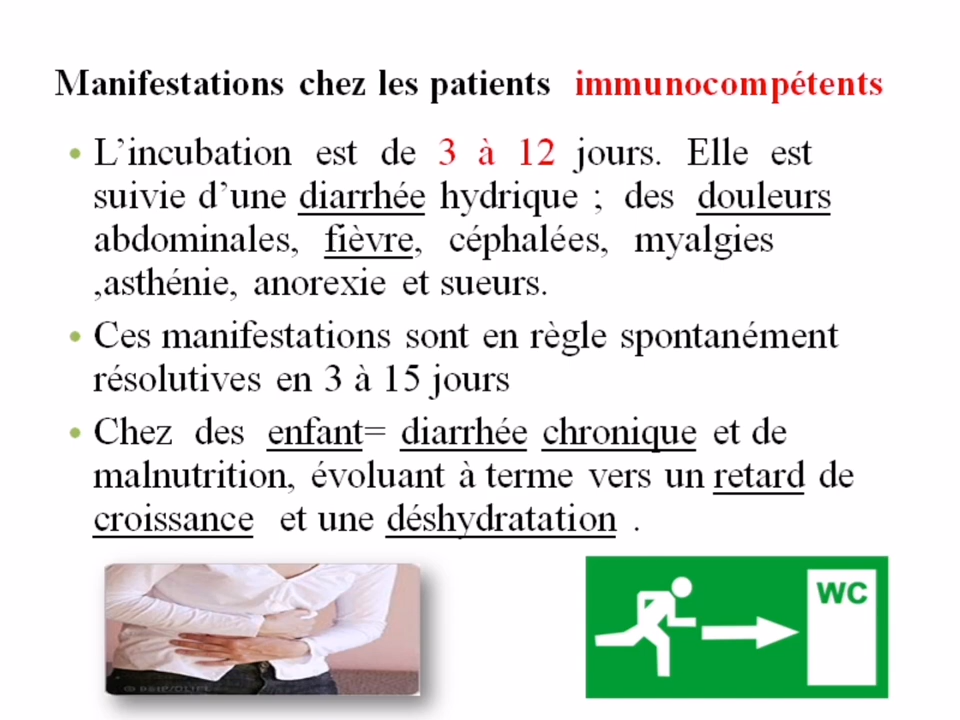 Manifestations chez les patients immunocompétents
• L’incubation est de 3 à 12 jours. Elle est
suivie d’une diarrhée hydrique ; des douleurs
abdominales, fièvre, céphalées, myalgies
,asthénie, anorexie et sueurs.
• Ces manifestations sont en règle spontanément
résolutives en 3 à 15 jours
• Chez des enfant= diarrhée chronique et de
malnutrition, évoluant à terme vers un retard de
croissance et une déshydratation .
WC